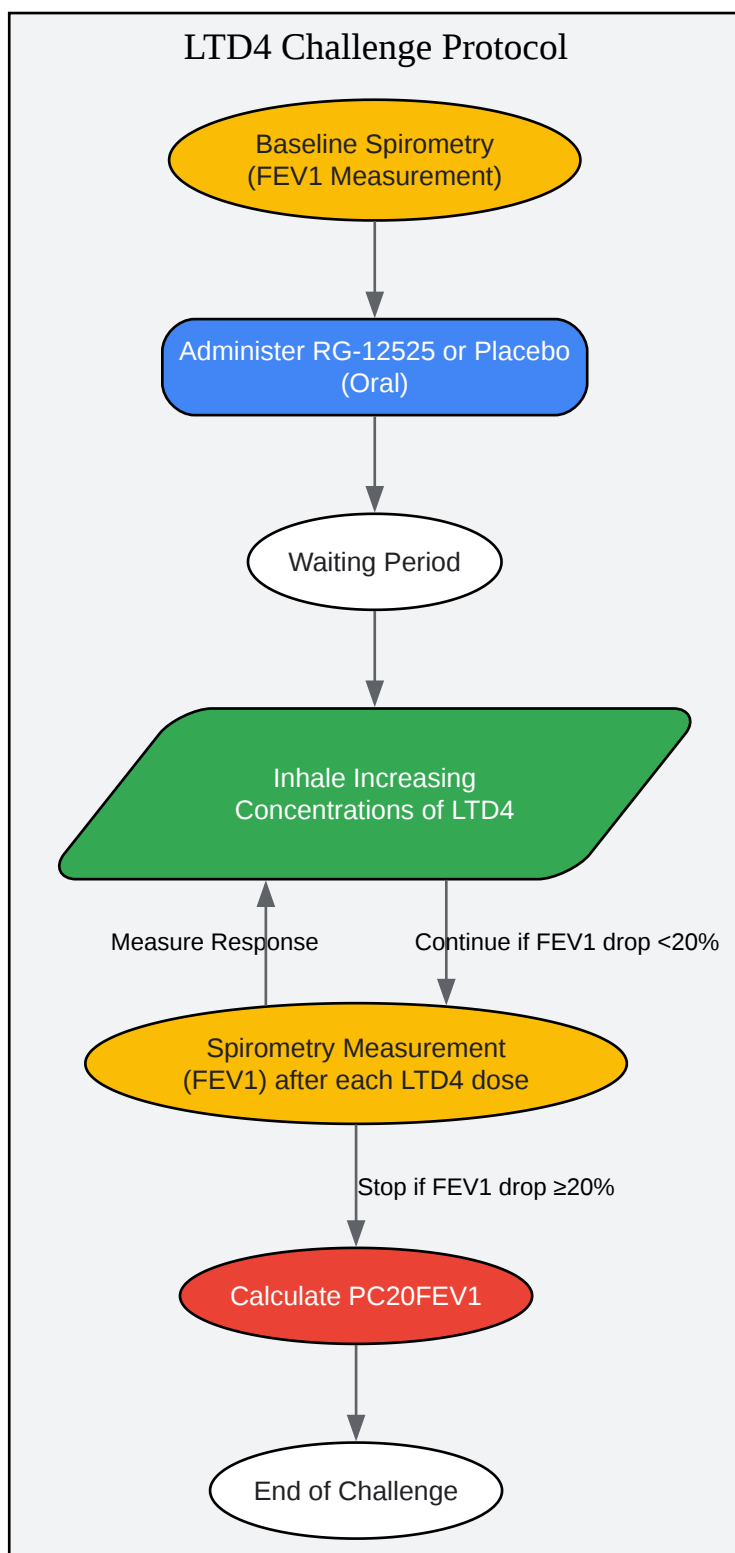 LTD4 Challenge Protocol
Baseline Spirometry
(FEV1 Measurement)
Administer RG-12525 or Placebo
(Oral)
Waiting Period
Inhale Increasing
Concentrations of LTD4
Measure Response
Continue if FEV1 drop <20%
Spirometry Measurement
(FEV1) after each LTD4 dose
Stop if FEV1 drop ≥20%
Calculate PC20FEV1
End of Challenge